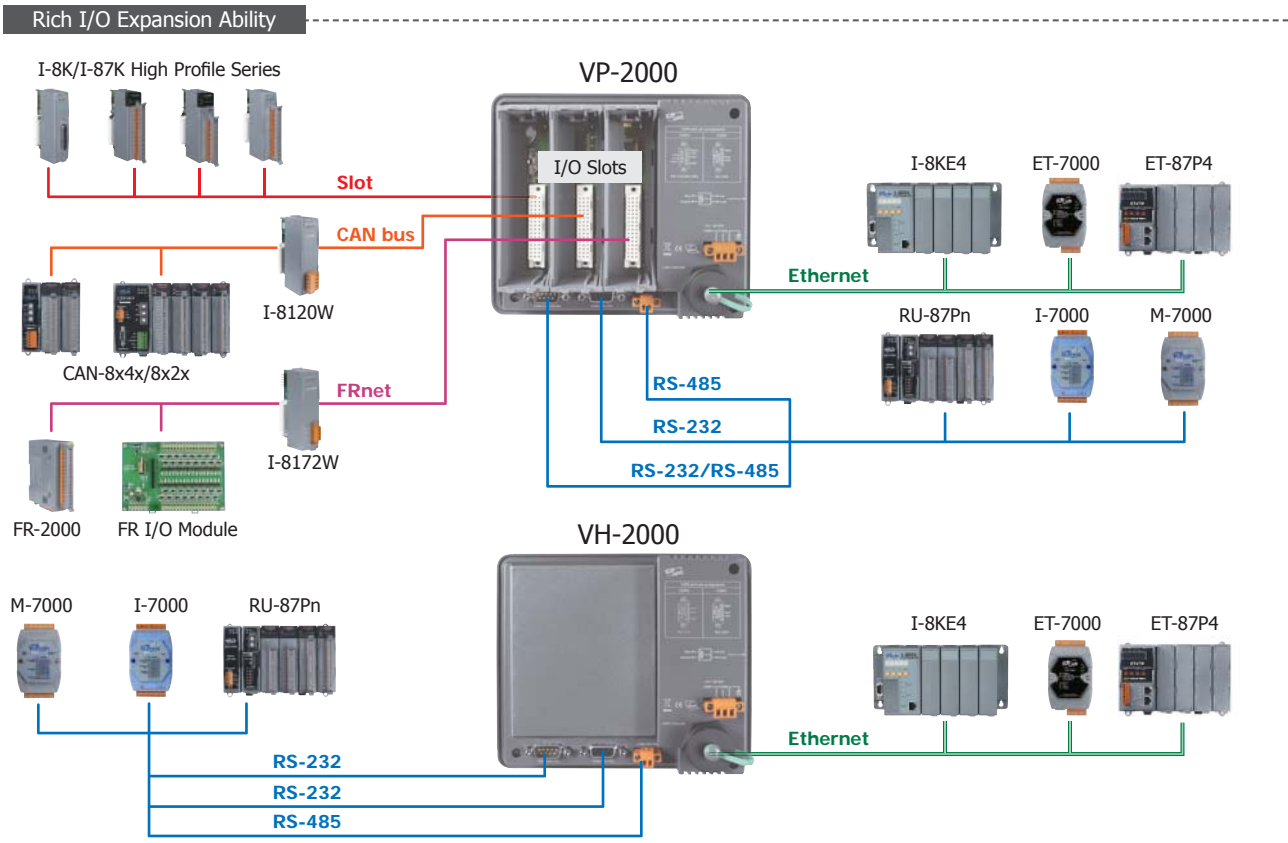 Rich I/O Expansion Ability
I-8K/I-87K High Profile Series
VP-2000
I/O Slots
I-8KE4
ET-7000
ET-87P4
Slot
CAN bus
I-8120W
Ethernet
CAN-8x4x/8x2x
RU-87Pn
I-7000
M-7000
FRnet
RS-485
RS-232
RS-232/RS-485
I-8172W
FR-2000
FR I/O Module
VH-2000
M-7000
I-7000
RU-87Pn
I-8KE4
ET-7000
ET-87P4
Ethernet
RS-232
RS-232
RS-485